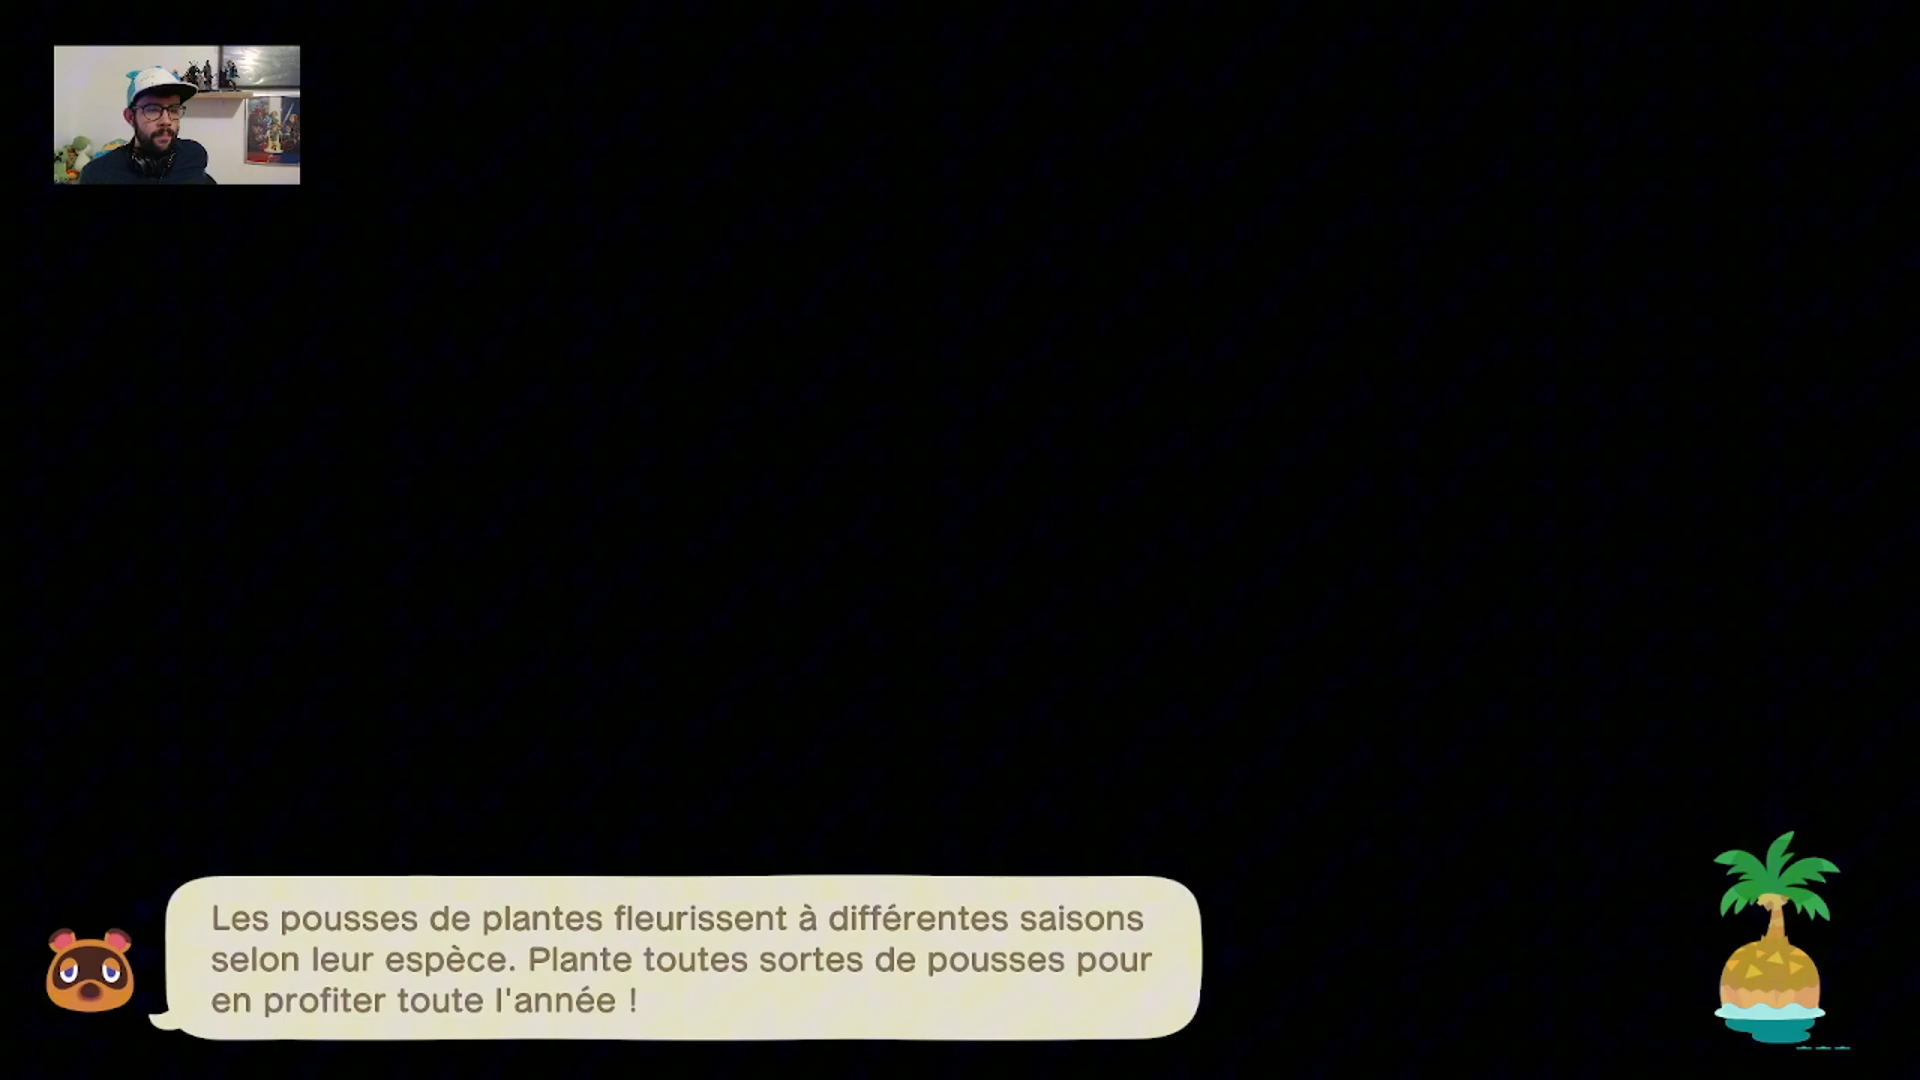 Les pousses de plantes fleurissent à différentes saisons
selon leur espèce. Plante toutes sortes de pousses pour
en profiter toute l'année !